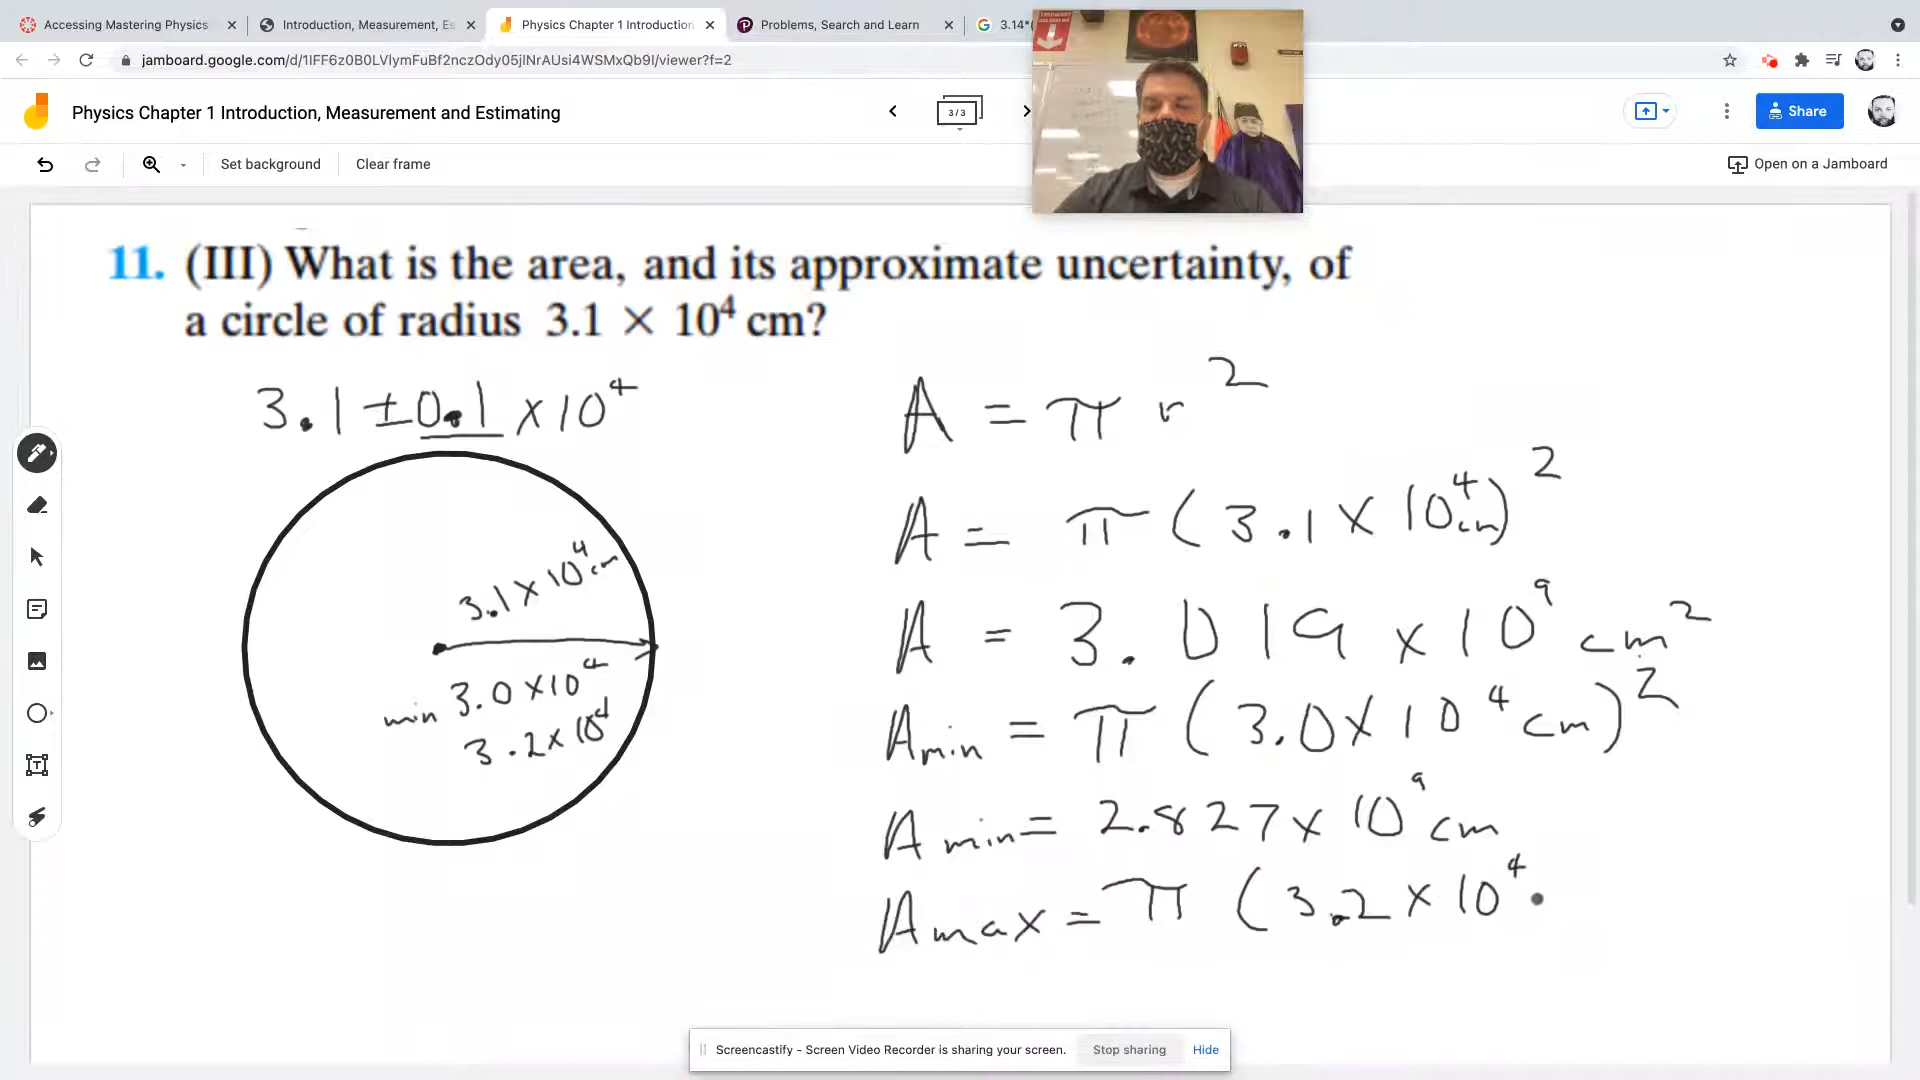 Accessing Mastering Physics
Introduction, Measurement, Es
Physics Chapter 1 Introduction
Problems, Search and Learn
3.14*(
jamboard.google.com/d/1IFF6z0B0LVlymFuBf2nczOdy05jlNrAUsi4WSMxQb9I/viewer?f=2
Physics Chapter 1 Introduction, Measurement and Estimating
3 / 3
Share
Set background
Clear frame
Open on a Jamboard
11. (III) What is the area, and its approximate uncertainty, of
a circle of radius 3.1 × 10⁴ cm?
3.1 ± 0.1 × 10⁴
3.1 × 10⁴ cm
min 3.0 × 10⁴
3.2 × 10⁴
A = π r²
A = π (3.1 × 10⁴ cm)²
A = 3.019 × 10⁹ cm²
Amin = π (3.0 × 10⁴ cm)²
Amin = 2.827 × 10⁹ cm
Amax = π (3.2 × 10⁴
Screencastify - Screen Video Recorder is sharing your screen.
Stop sharing
Hide